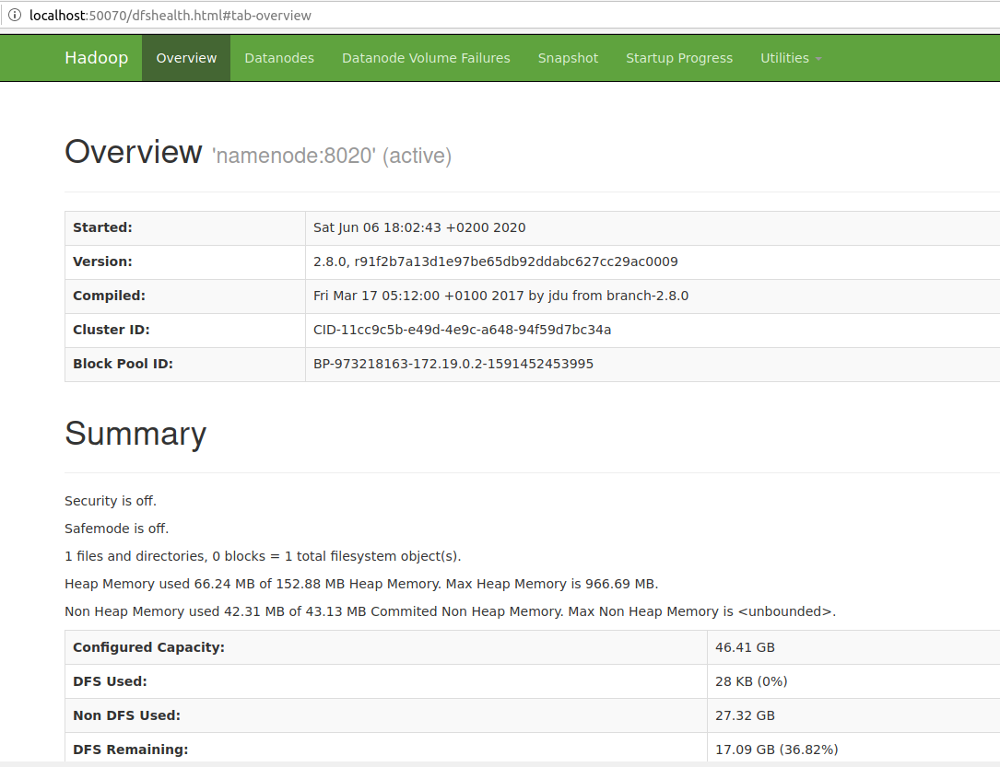 localhost:50070/dfshealth.html#tab-overview
Hadoop Overview Datanodes Datanode Volume Failures Snapshot Startup Progress Utilities
Overview 'namenode:8020' (active)
Started: Sat Jun 06 18:02:43 +0200 2020
Version: 2.8.0, r91f2b7a13d1e97be65db92ddabc627cc29ac0009
Compiled: Fri Mar 17 05:12:00 +0100 2017 by jdu from branch-2.8.0
Cluster ID: CID-11cc9c5b-e49d-4e9c-a648-94f59d7bc34a
Block Pool ID: BP-973218163-172.19.0.2-1591452453995
Summary
Security is off.
Safemode is off.
1 files and directories, 0 blocks = 1 total filesystem object(s).
Heap Memory used 66.24 MB of 152.88 MB Heap Memory. Max Heap Memory is 966.69 MB.
Non Heap Memory used 42.31 MB of 43.13 MB Commited Non Heap Memory. Max Non Heap Memory is <unbounded>.
Configured Capacity: 46.41 GB
DFS Used: 28 KB (0%)
Non DFS Used: 27.32 GB
DFS Remaining: 17.09 GB (36.82%)